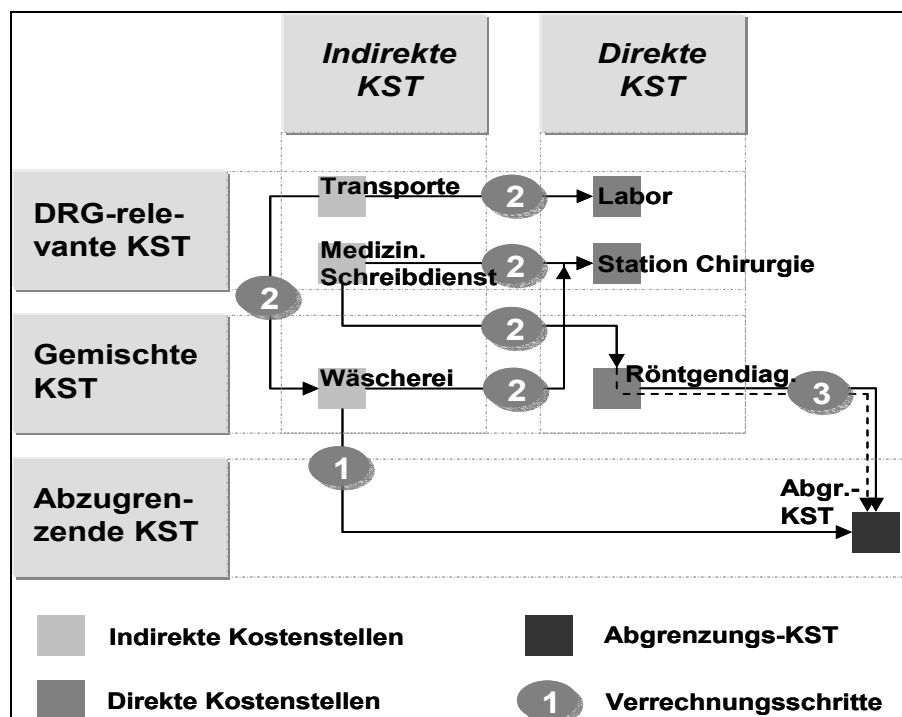 Indirekte
KST
Direkte
KST
DRG-rele-
vante KST
Transporte
2
Labor
Medizin.
Schreibdienst
2
Station Chirurgie
2
2
Gemischte
KST
Wäscherei
2
Röntgendiag.
3
1
Abzugren-
zende KST
Abgr.-
KST
Indirekte Kostenstellen
Abgrenzungs-KST
Direkte Kostenstellen
1
Verrechnungsschritte